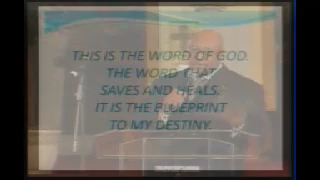 THIS IS THE WORD OF GOD.
THE WORD THAT
SAVES AND HEALS.
IT IS THE BLUEPRINT
TO MY DESTINY.